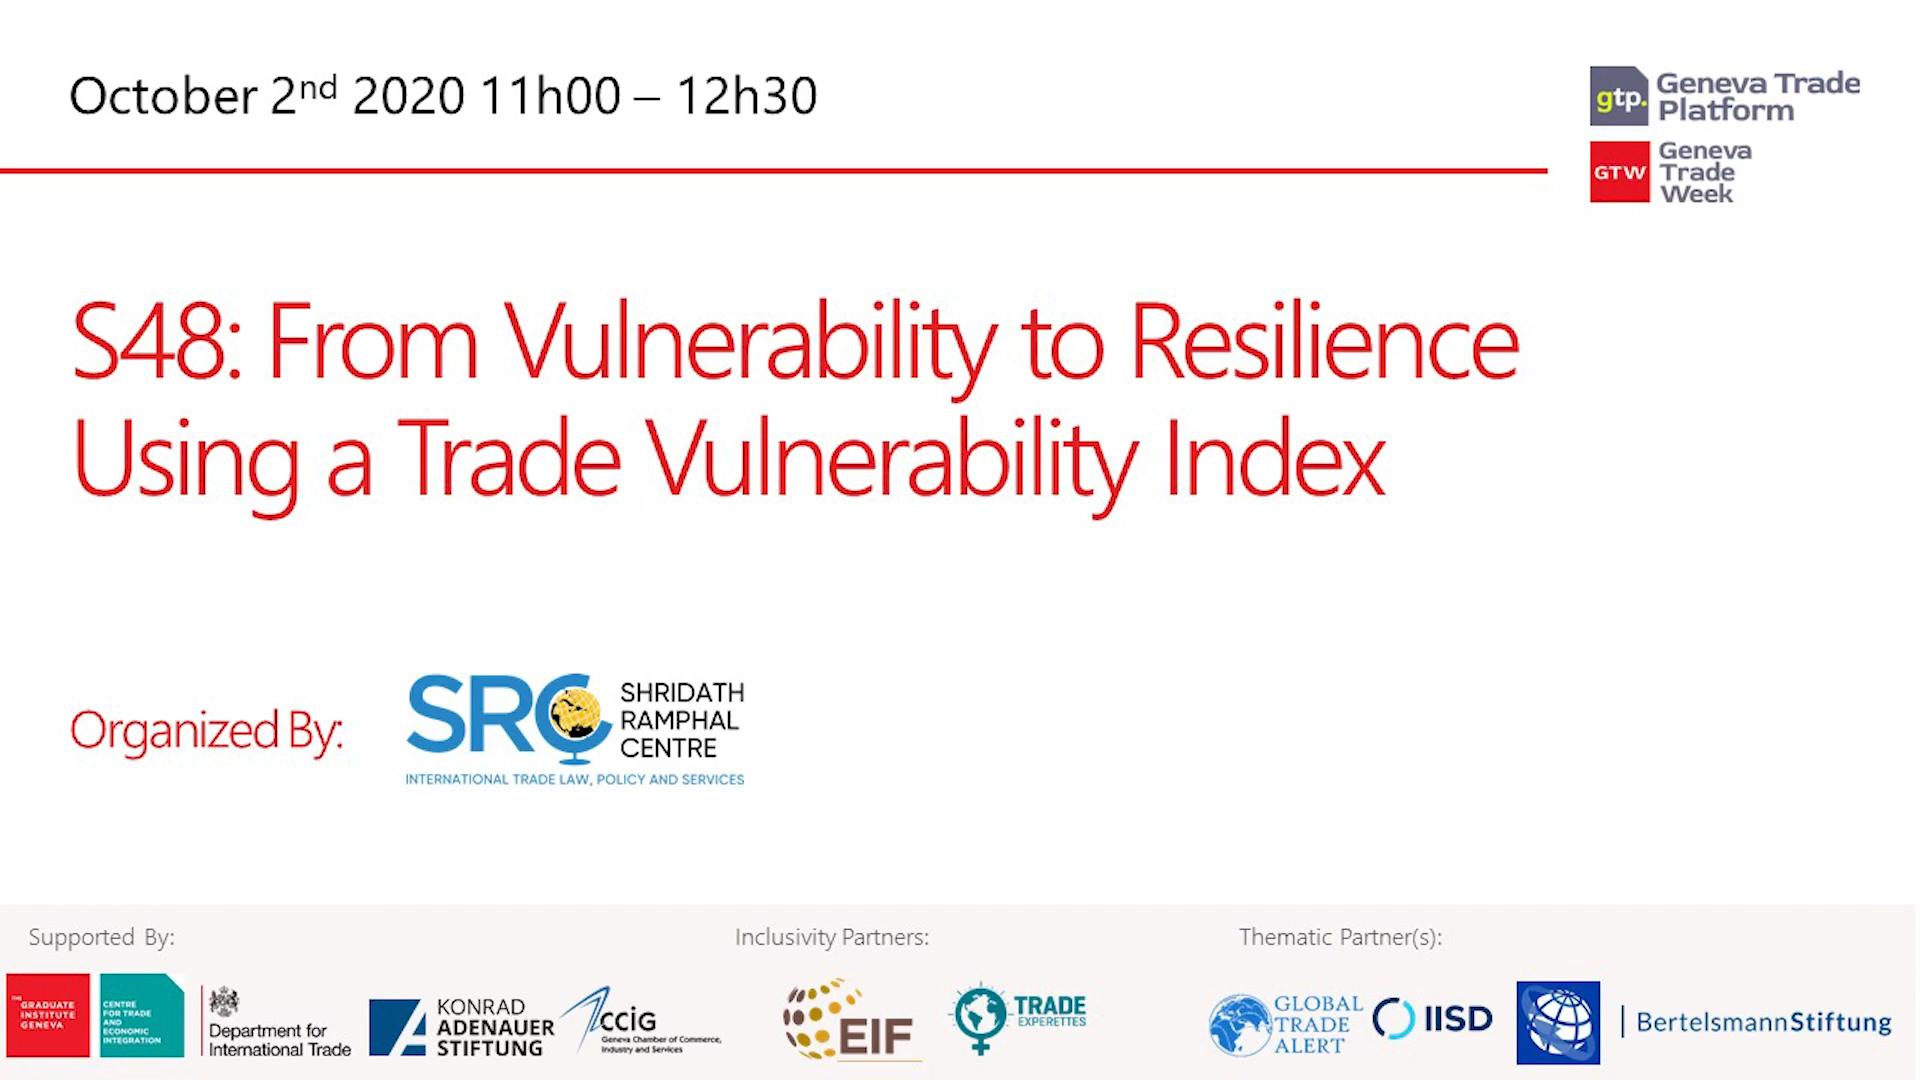 October 2nd 2020 11h00 – 12h30
gtp. Geneva Trade
Platform
GTW Geneva
Trade
Week
S48: From Vulnerability to Resilience
Using a Trade Vulnerability Index
Organized By:
SRC SHRIDATH
RAMPHAL
CENTRE
INTERNATIONAL TRADE LAW, POLICY AND SERVICES
Supported By:
THE
GRADUATE
INSTITUTE
GENEVA
CENTRE
FOR TRADE
AND
ECONOMIC
INTEGRATION
Department for
International Trade
KONRAD
ADENAUER
STIFTUNG
CCIG
Geneva Chamber of Commerce,
Industry and Services
Inclusivity Partners:
EIF
TRADE
EXPERETTES
Thematic Partner(s):
GLOBAL
TRADE
ALERT
IISD
BertelsmannStiftung